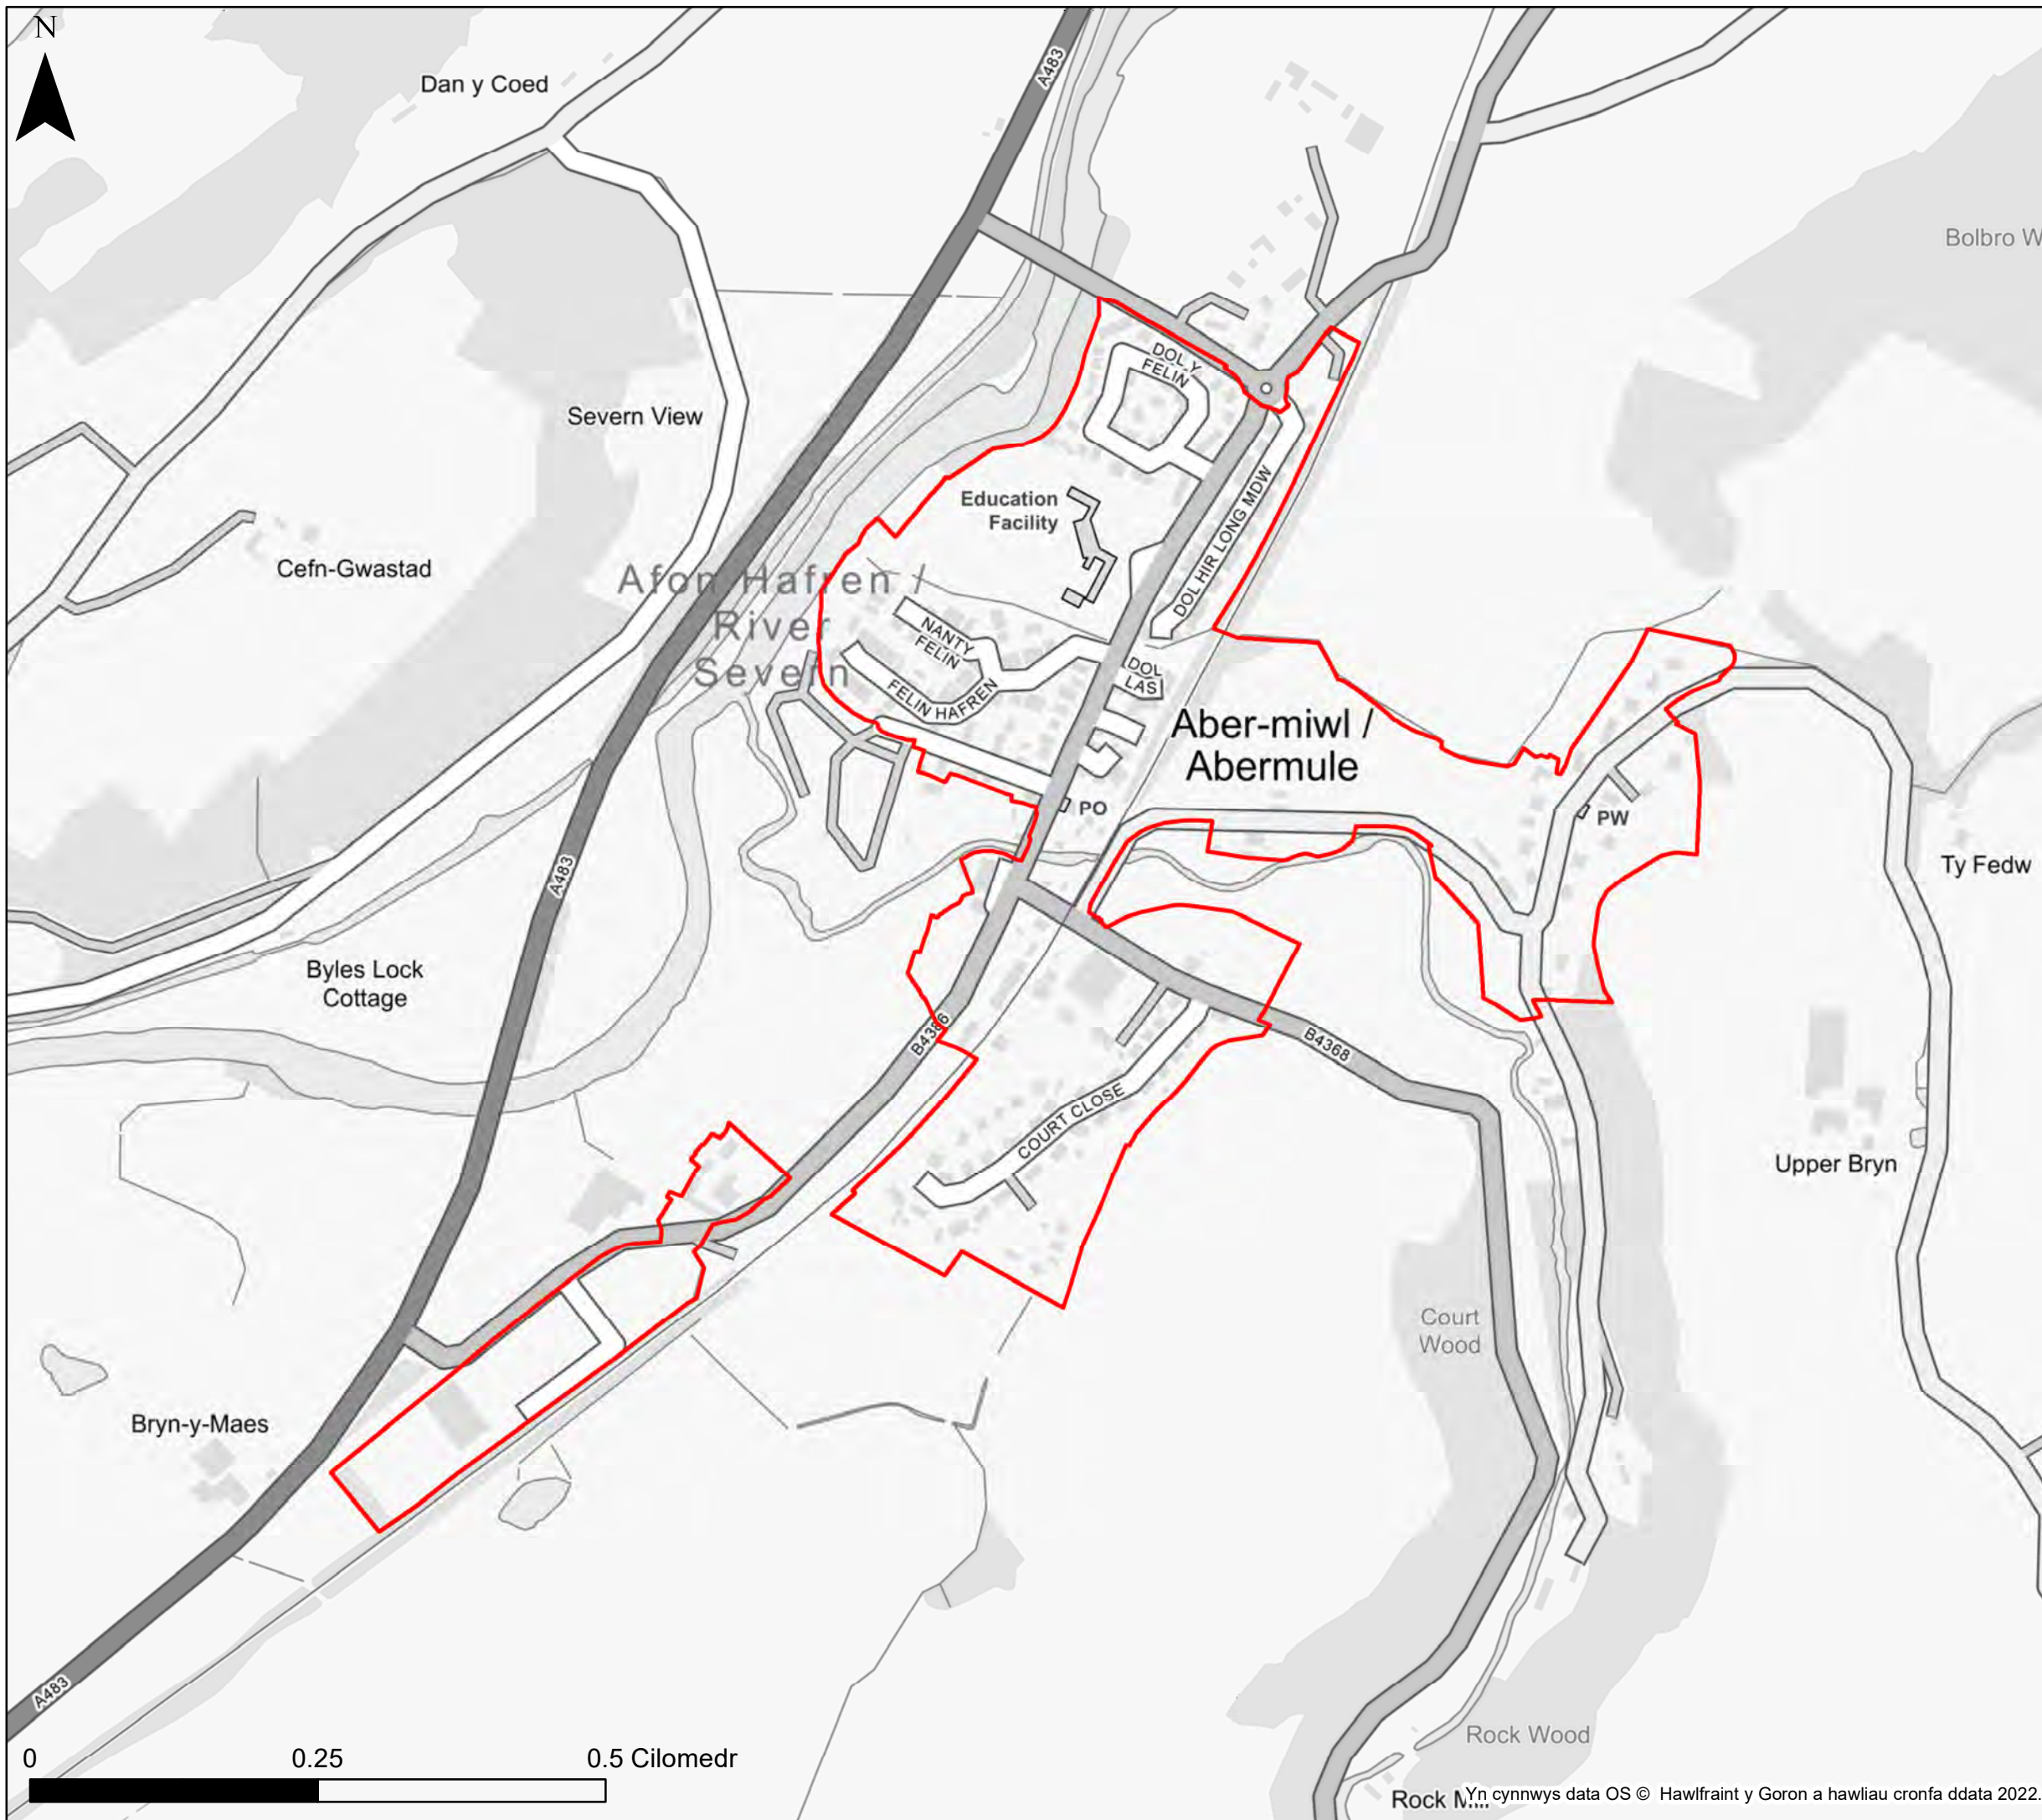 N
Dan y Coed
A483
Bolbro W
DOL Y
FELIN
Severn View
Education
Facility
DOL HIR LONG MDW
Cefn-Gwastad
Afon Hafren /
River
Severn
NANTY
FELIN
FELIN HAFREN
DOL
LAS
Aber-miwl /
Abermule
PO
PW
Ty Fedw
A483
Byles Lock
Cottage
B4386
B4368
COURT CLOSE
Upper Bryn
Court
Wood
Bryn-y-Maes
A483
Rock Wood
0 0.25 0.5 Cilomedr
Rock
Yn cynnwys data OS © Hawlfraint y Goron a hawliau cronfa ddata 2022